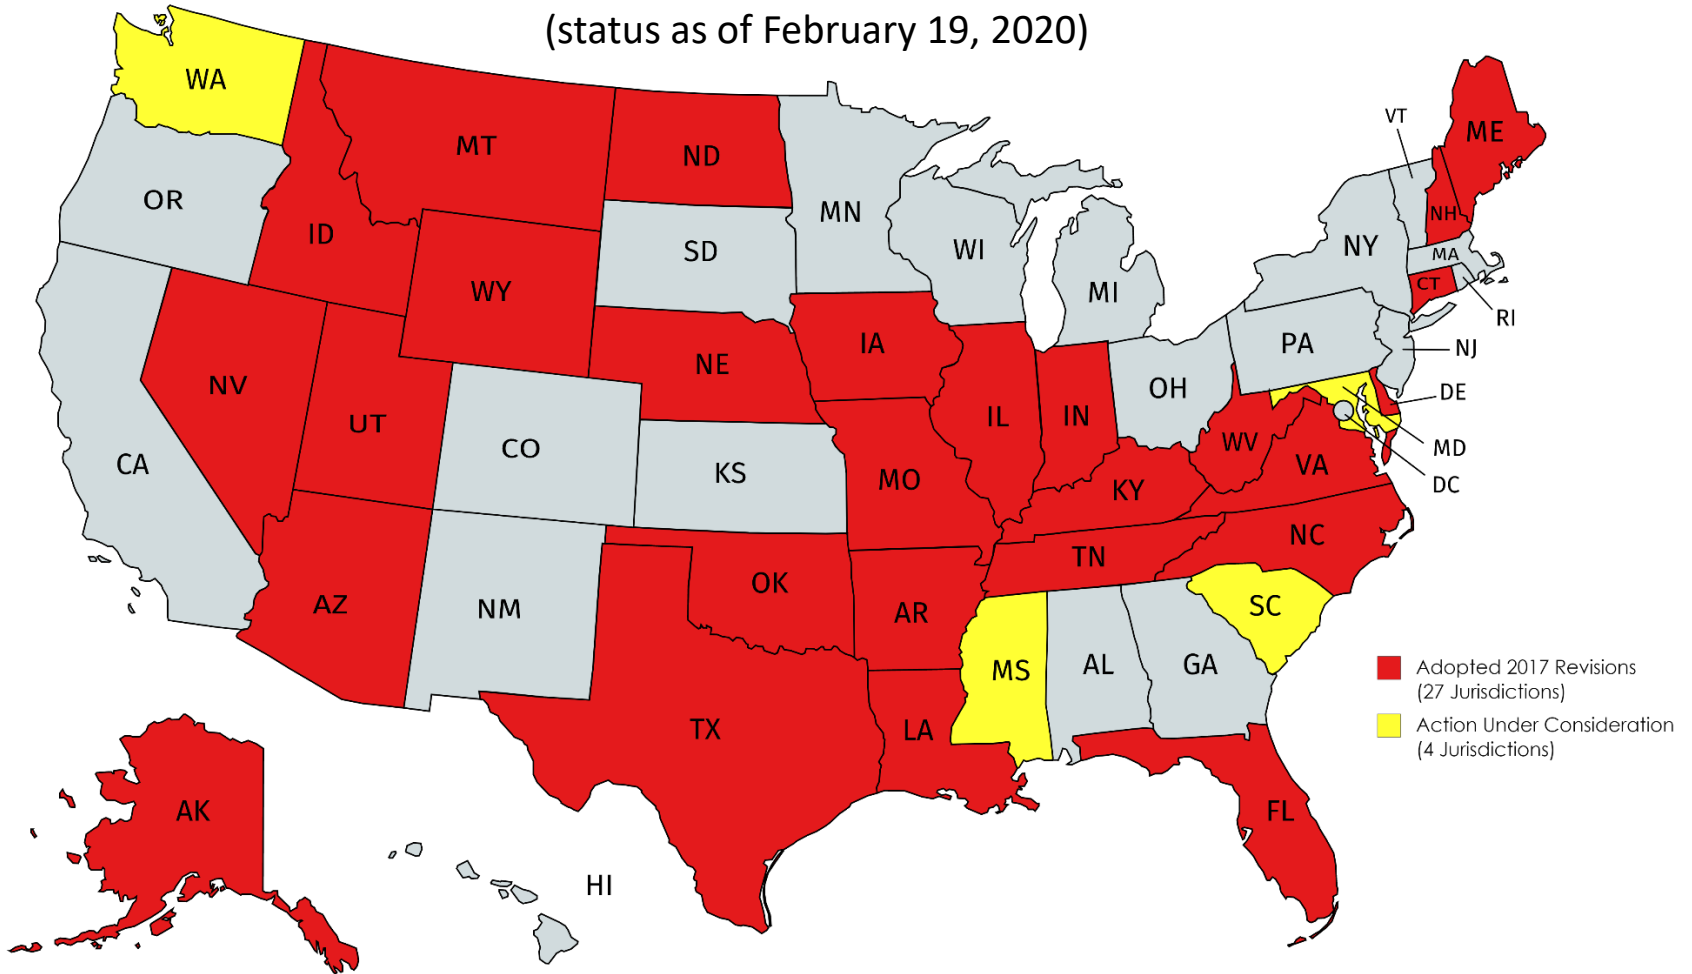 (status as of February 19, 2020)
WA
MT
ND
ME
VT
OR
ID
MN
NH
SD
WI
NY
MA
WY
MI
CT
RI
IA
PA
NJ
NE
NV
OH
DE
UT
IL
IN
CO
WV
MD
CA
KS
MO
VA
KY
DC
NC
TN
OK
AZ
NM
AR
SC
MS
AL
GA
Adopted 2017 Revisions
(27 Jurisdictions)
TX
LA
Action Under Consideration
(4 Jurisdictions)
AK
FL
HI